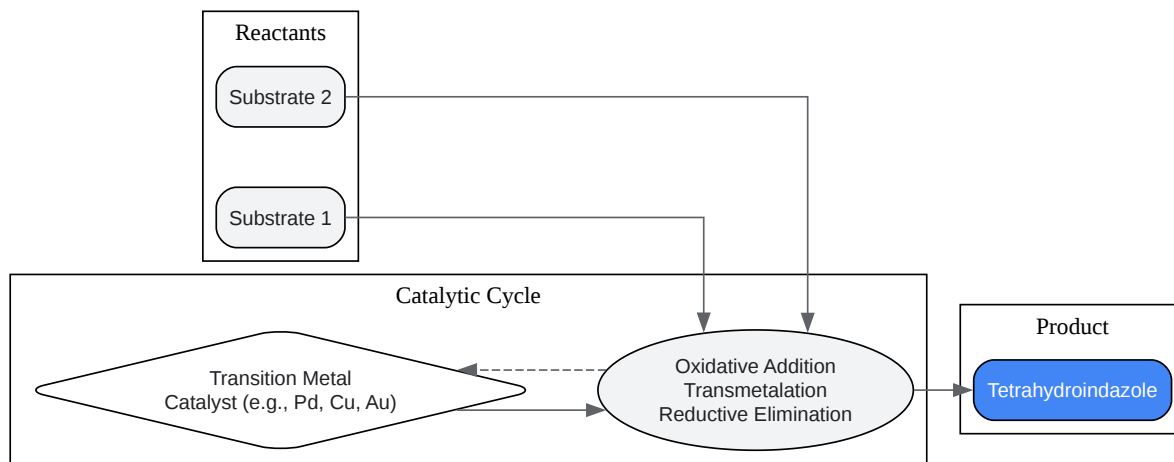 Reactants
Substrate 2
Substrate 1
Catalytic Cycle
Transition Metal
Catalyst (e.g., Pd, Cu, Au)
Oxidative Addition
Transmetalation
Reductive Elimination
Product
Tetrahydroindazole